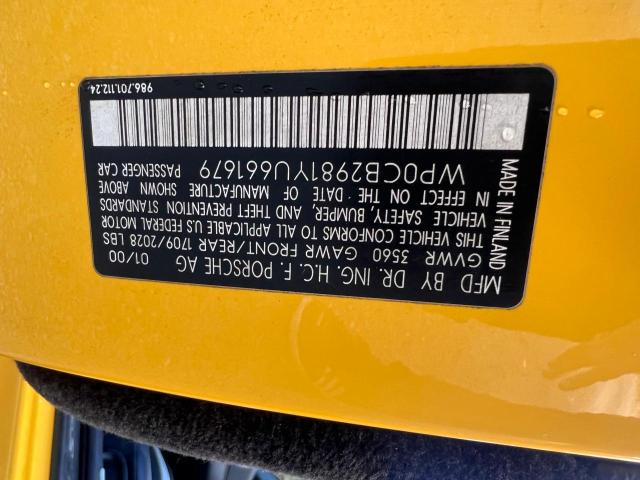 MFD BY DR. ING. H.C. F. PORSCHE AG 01/00
GVWR 3560 GAWR FRONT/REAR 1709/2028 LBS
THIS VEHICLE CONFORMS TO ALL APPLICABLE U.S FEDERAL MOTOR
VEHICLE SAFETY, BUMPER, AND THEFT PREVENTION STANDARDS
IN EFFECT ON THE DATE OF MANUFACTURE SHOWN ABOVE
WP0CB2981YU661679 PASSENGER CAR
MADE IN FINLAND
986.701.112.24